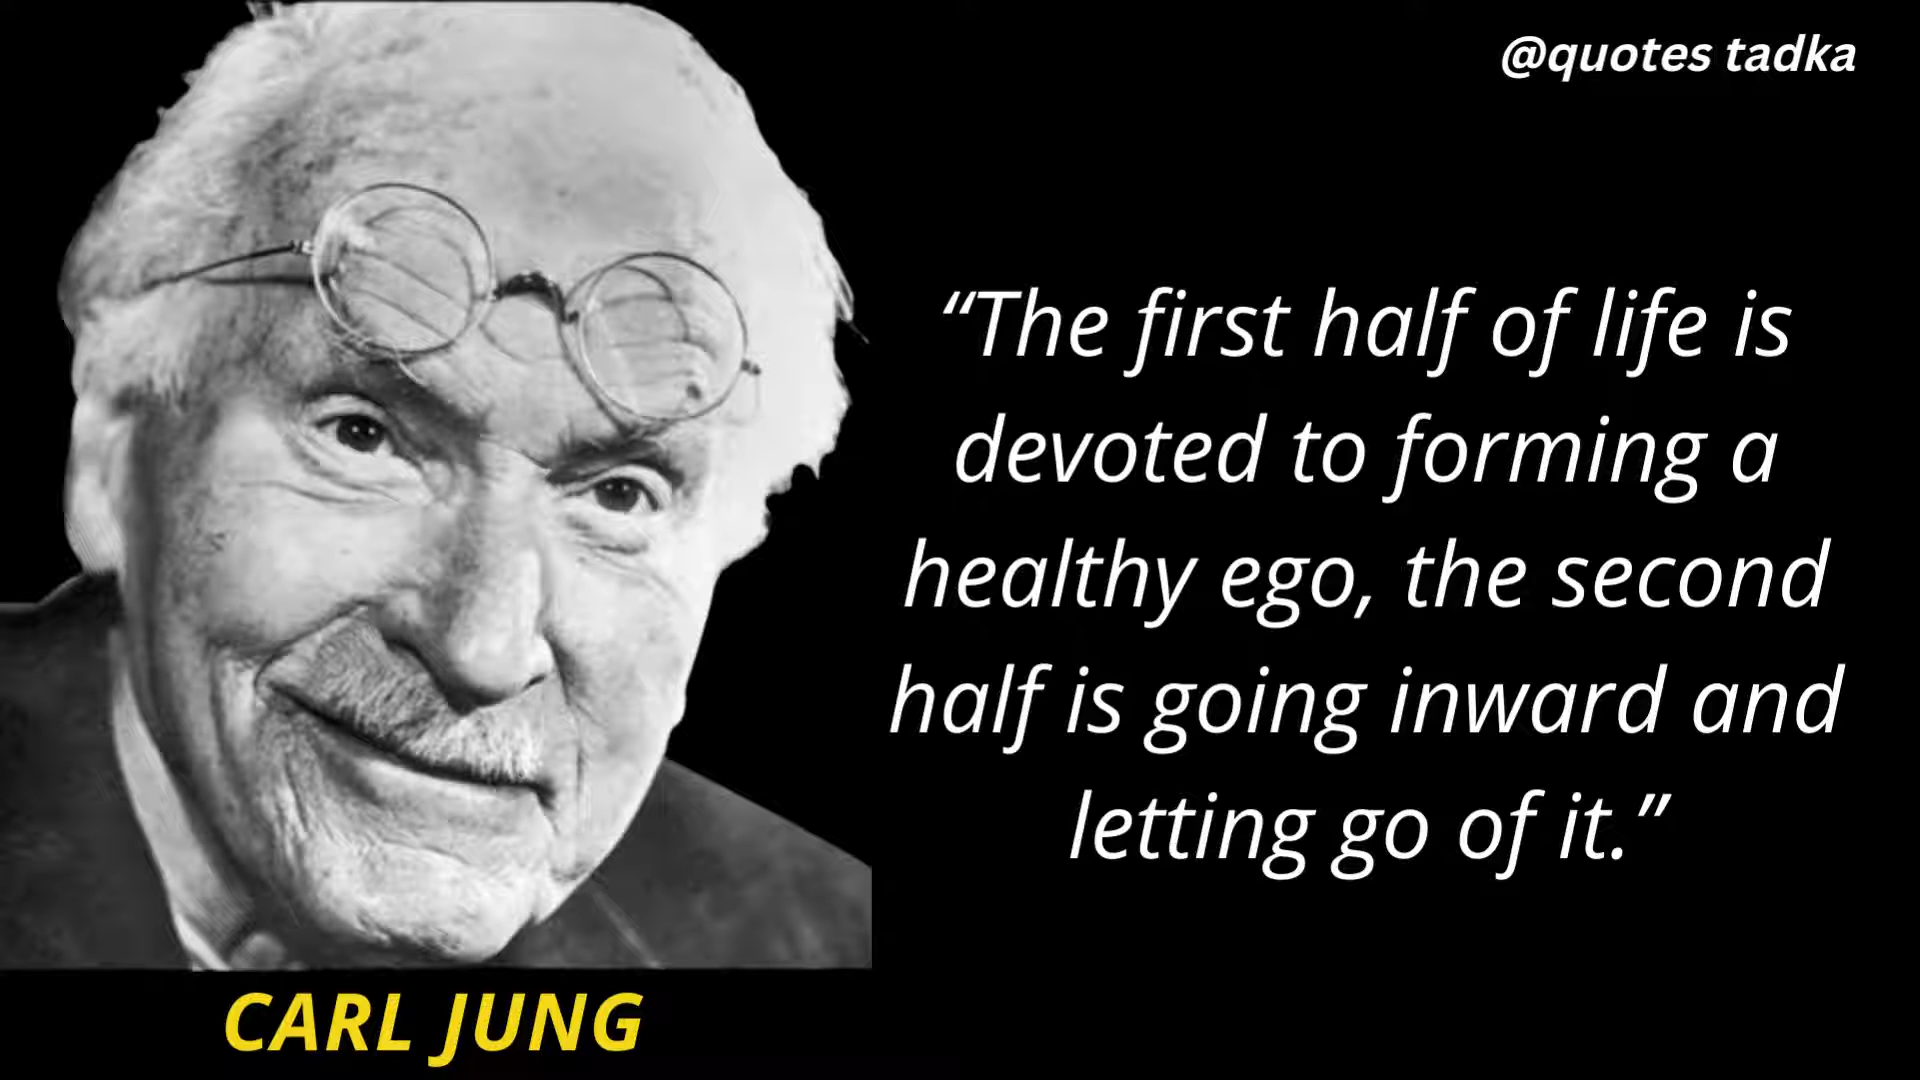 @quotes tadka
“The first half of life is
devoted to forming a
healthy ego, the second
half is going inward and
letting go of it.”
CARL JUNG